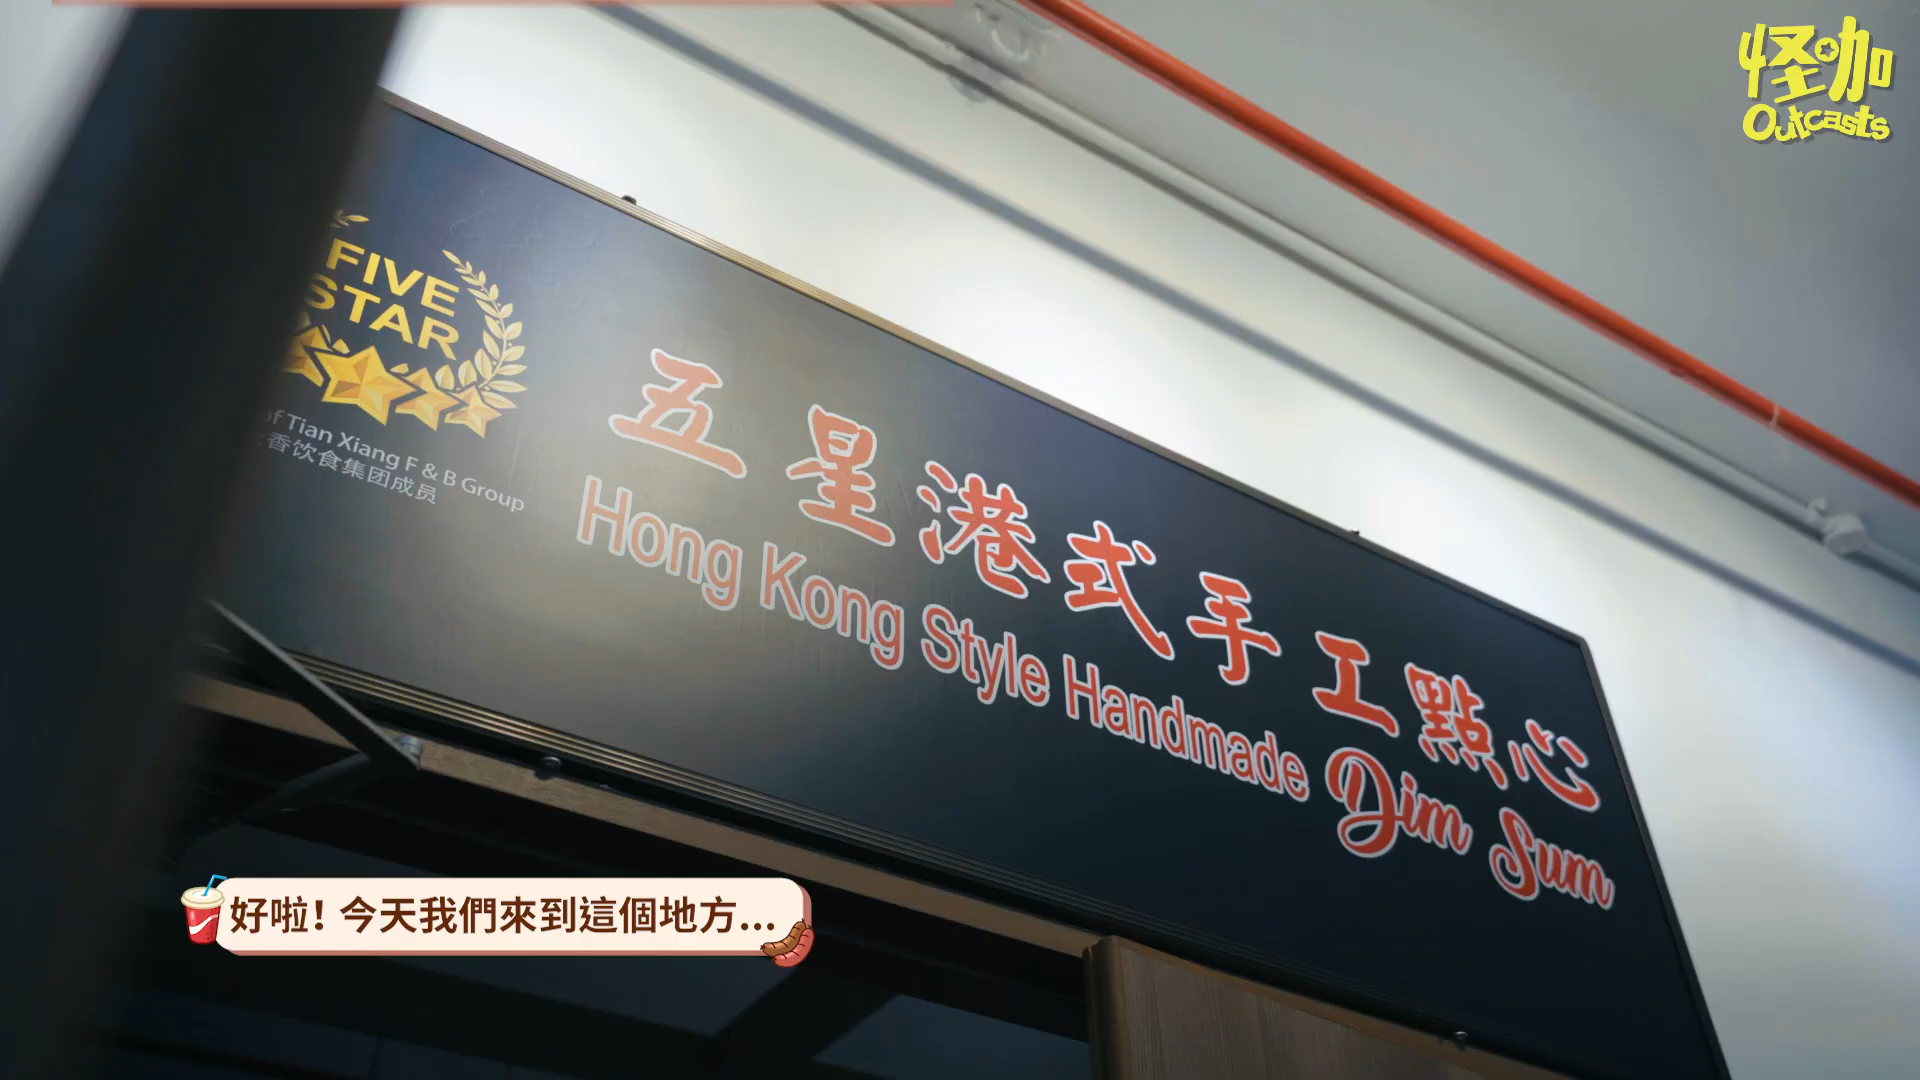 怪咖
Outcasts
FIVE
STAR
of Tian Xiang F & B Group
香饮食集团成员
五星港式手工點心
Hong Kong Style Handmade Dim Sum
好啦！今天我們來到這個地方...